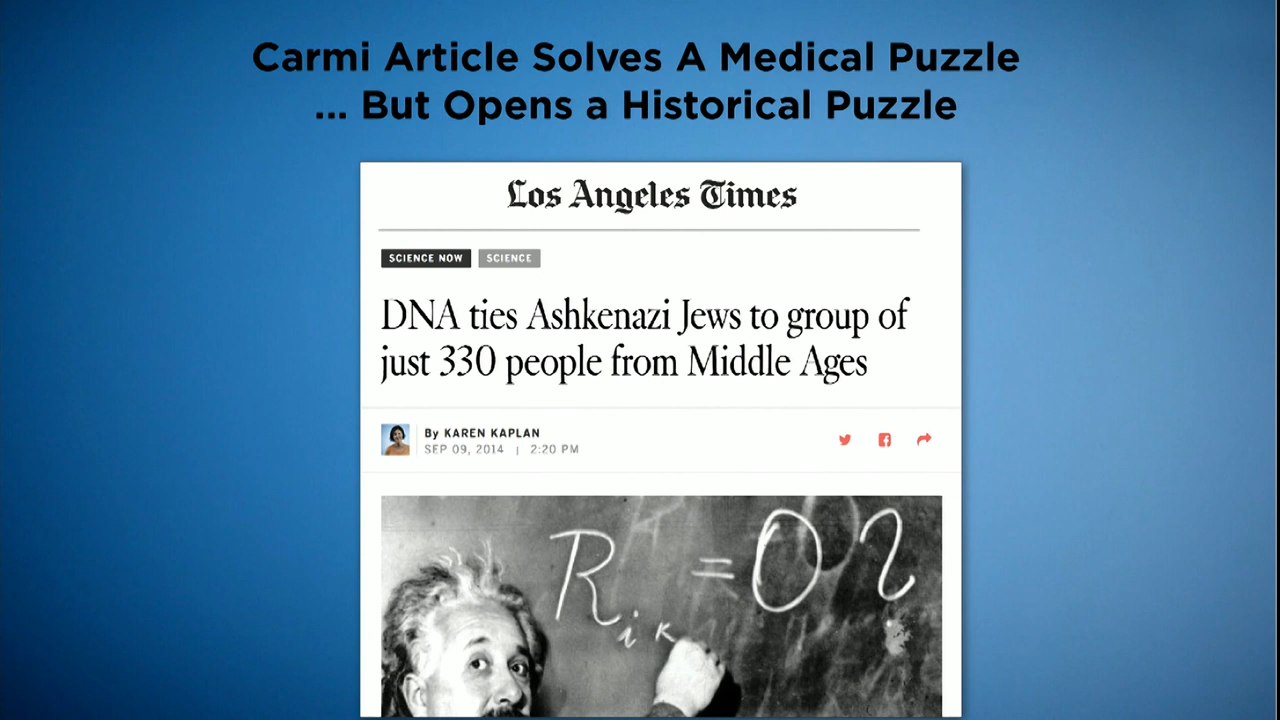 Carmi Article Solves A Medical Puzzle
... But Opens a Historical Puzzle
Los Angeles Times
SCIENCE NOW SCIENCE
DNA ties Ashkenazi Jews to group of
just 330 people from Middle Ages
By KAREN KAPLAN
SEP 09, 2014 | 2:20 PM
R i k = 0 ?